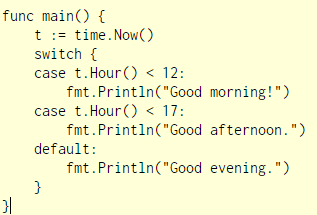 func main() {
    t := time.Now()
    switch {
    case t.Hour() < 12:
        fmt.Println("Good morning!")
    case t.Hour() < 17:
        fmt.Println("Good afternoon.")
    default:
        fmt.Println("Good evening.")
    }
}